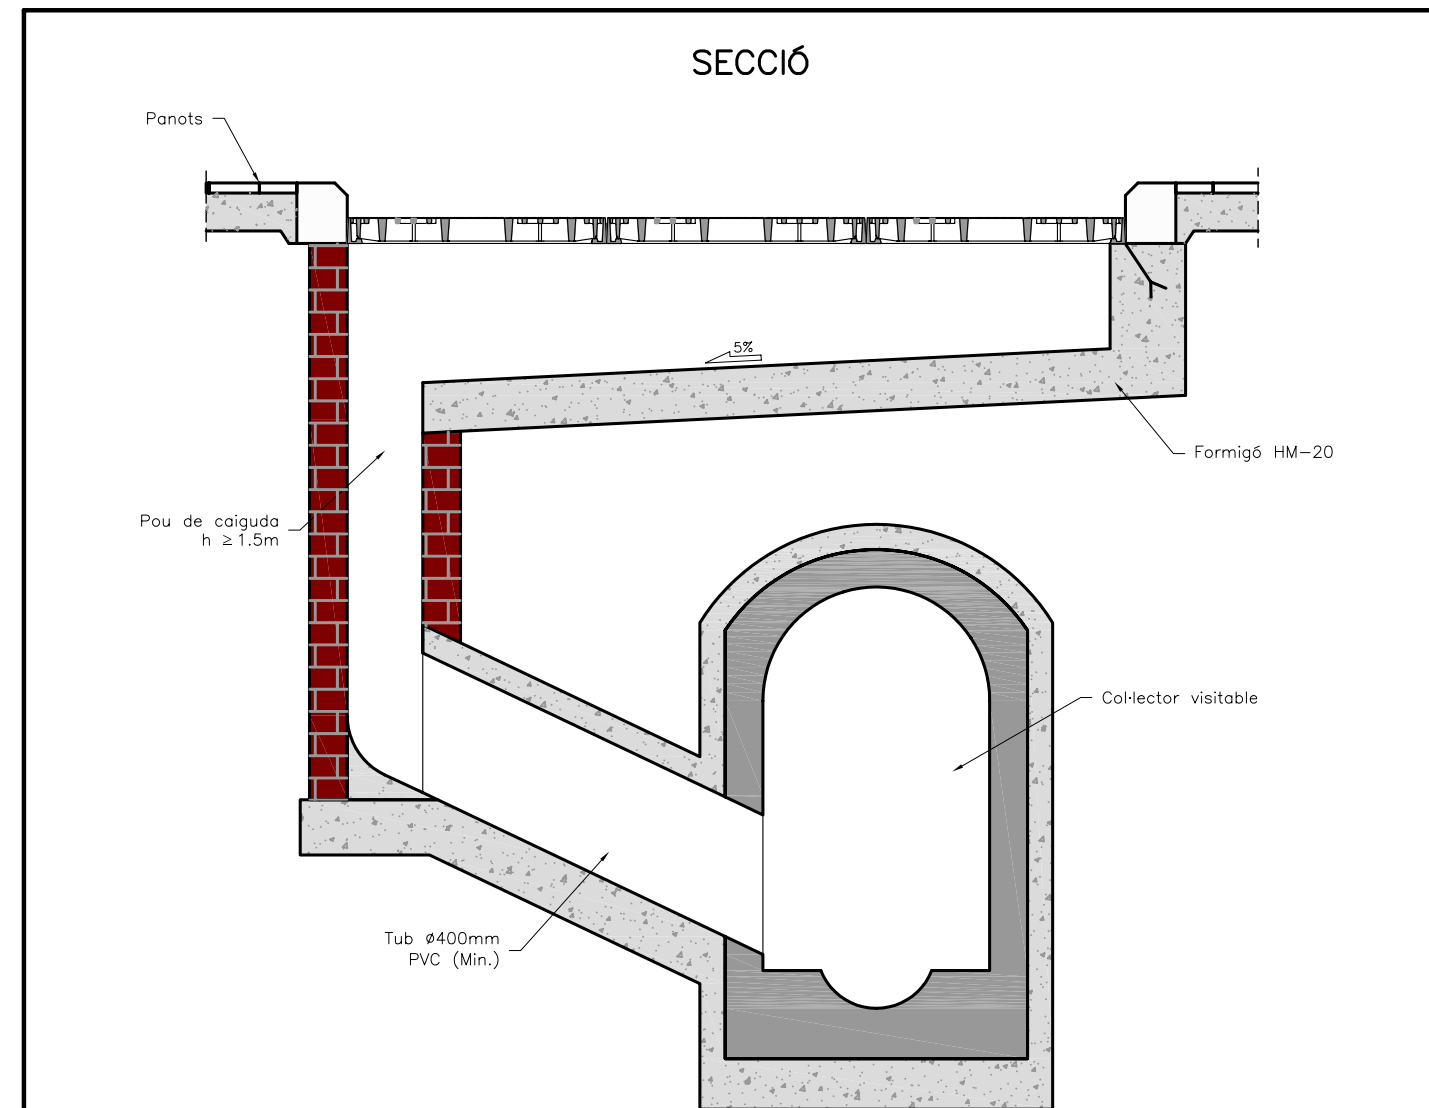 SECCIÓ
Panots
5%
Formigó HM-20
Pou de caiguda
h ≥1.5m
Col·lector visitable
Tub ø400mm
PVC (Min.)